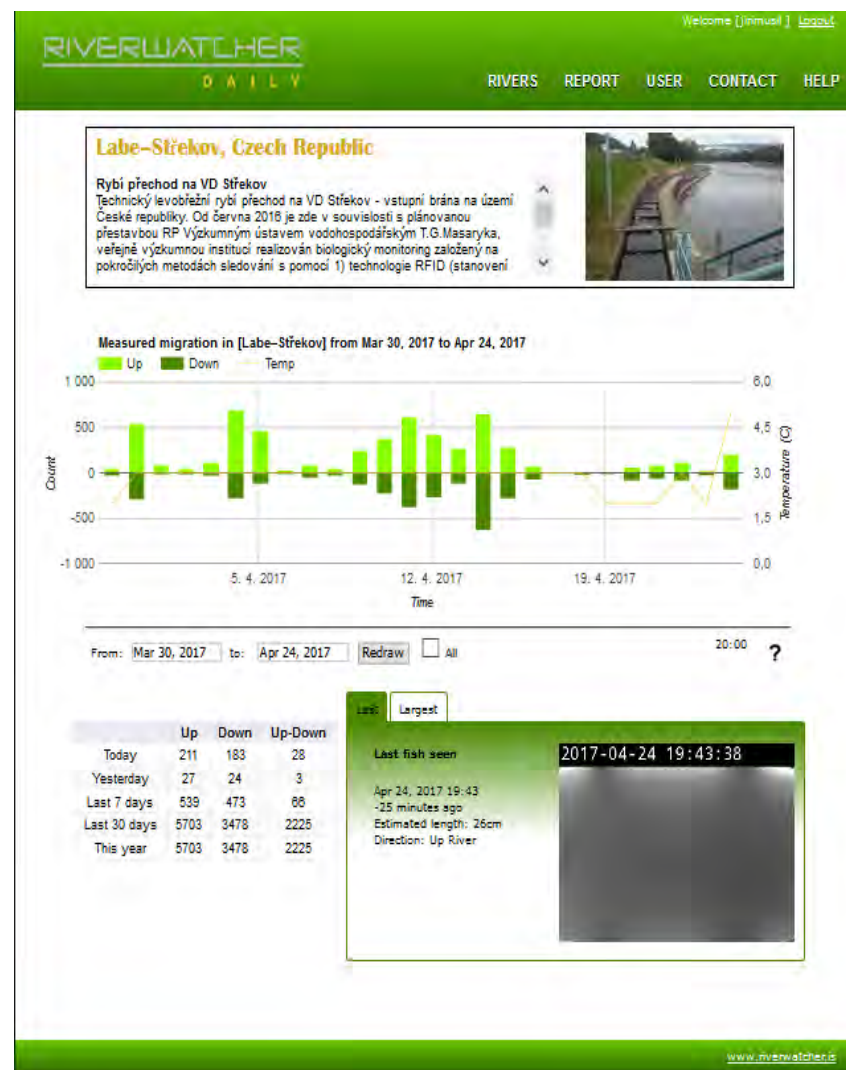 Welcome [jirimusil ] Logout
RIVERWATCHER
DAILY
RIVERS REPORT USER CONTACT HELP
Labe–Střekov, Czech Republic
Rybí přechod na VD Střekov
Technický levobřežní rybí přechod na VD Střekov - vstupní brána na území
České republiky. Od června 2016 je zde v souvislosti s plánovanou
přestavbou RP Výzkumným ústavem vodohospodářským T.G.Masaryka,
veřejně výzkumnou institucí realizován biologický monitoring založený na
pokročilých metodách sledování s pomocí 1) technologie RFID (stanovení
Measured migration in [Labe–Střekov] from Mar 30, 2017 to Apr 24, 2017
Up Down Temp
1 000 6,0
500 4,5
0 3,0
-500 1,5
-1 000 0,0
Count
Temperature (C)
5. 4. 2017 12. 4. 2017 19. 4. 2017
Time
From: Mar 30, 2017 to: Apr 24, 2017 Redraw All 20:00 ?
Last Largest
Up Down Up-Down
Today 211 183 28
Yesterday 27 24 3
Last 7 days 539 473 66
Last 30 days 5703 3478 2225
This year 5703 3478 2225
Last fish seen
Apr 24, 2017 19:43
-25 minutes ago
Estimated length: 26cm
Direction: Up River
2017-04-24 19:43:38
www.riverwatcher.is